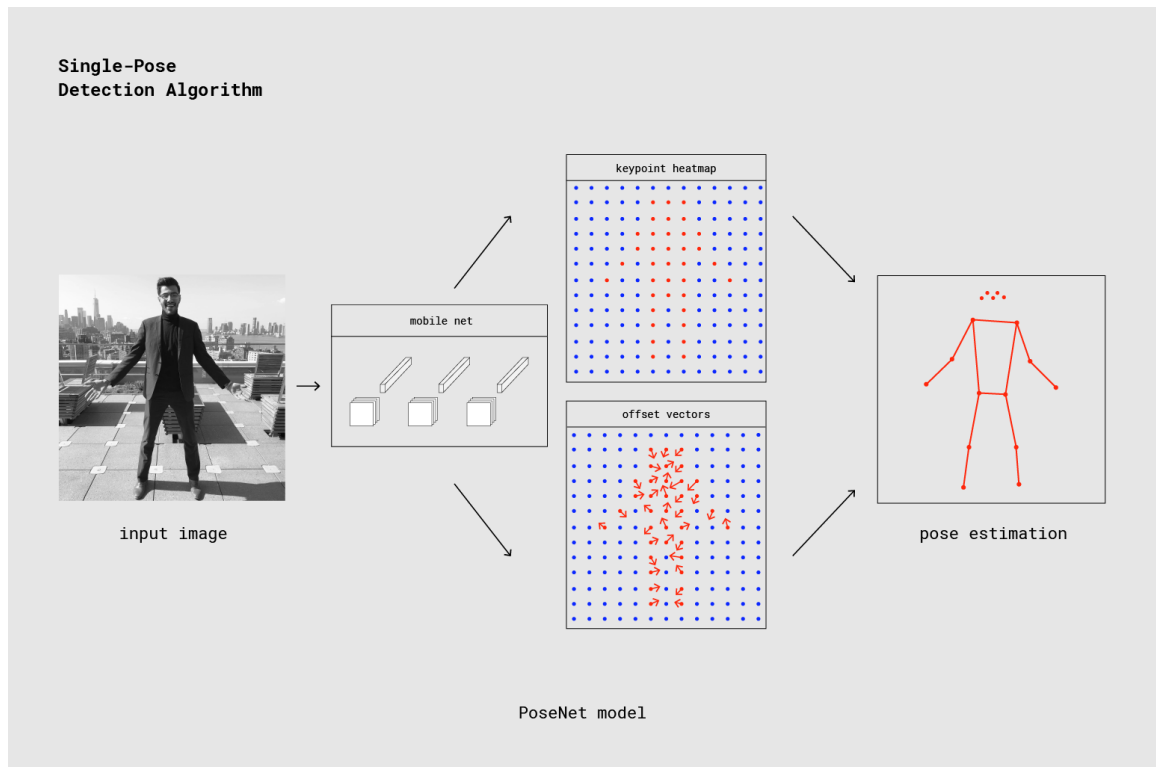 Single-Pose
Detection Algorithm
keypoint heatmap
mobile net
offset vectors
input image
pose estimation
PoseNet model